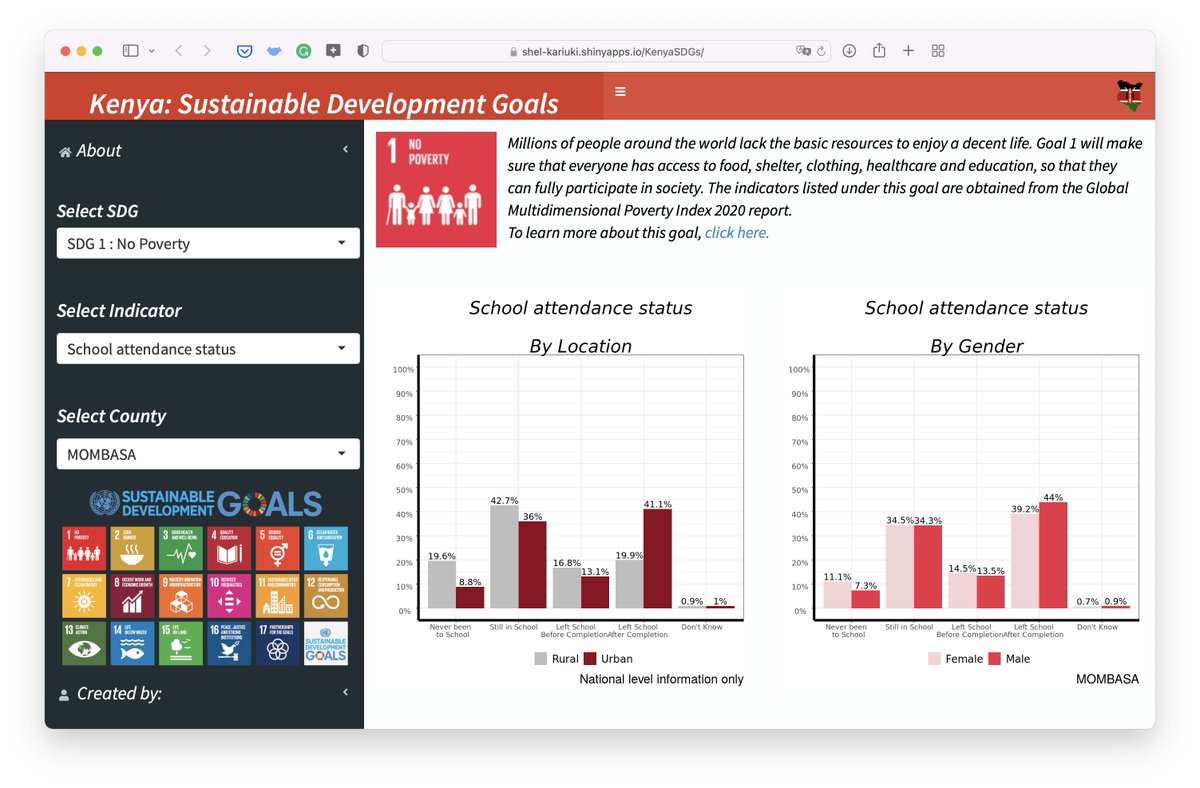 shel-kariuki.shinyapps.io/KenyaSDGs/
Kenya: Sustainable Development Goals
About
Select SDG
SDG 1 : No Poverty
Select Indicator
School attendance status
Select County
MOMBASA
SUSTAINABLE
DEVELOPMENT
GOALS
1 NO
POVERTY
2 ZERO
HUNGER
3 GOOD HEALTH
AND WELL-BEING
4 QUALITY
EDUCATION
5 GENDER
EQUALITY
6 CLEAN WATER
AND SANITATION
7 AFFORDABLE AND
CLEAN ENERGY
8 DECENT WORK AND
ECONOMIC GROWTH
9 INDUSTRY, INNOVATION
AND INFRASTRUCTURE
10 REDUCED
INEQUALITIES
11 SUSTAINABLE CITIES
AND COMMUNITIES
12 RESPONSIBLE
CONSUMPTION
AND PRODUCTION
13 CLIMATE
ACTION
14 LIFE
BELOW WATER
15 LIFE
ON LAND
16 PEACE, JUSTICE
AND STRONG
INSTITUTIONS
17 PARTNERSHIPS
FOR THE GOALS
SUSTAINABLE
DEVELOPMENT
GOALS
Created by:
1 NO
POVERTY
Millions of people around the world lack the basic resources to enjoy a decent life. Goal 1 will make
sure that everyone has access to food, shelter, clothing, healthcare and education, so that they
can fully participate in society. The indicators listed under this goal are obtained from the Global
Multidimensional Poverty Index 2020 report.
To learn more about this goal, click here.
School attendance status
By Location
100%
90%
80%
70%
60%
50%
40%
30%
20%
10%
0%
19.6%
8.8%
42.7%
36%
16.8%
13.1%
19.9%
41.1%
0.9%
1%
Never been
to School
Still in School
Left School
Before Completion
Left School
After Completion
Don't Know
Rural Urban
National level information only
School attendance status
By Gender
100%
90%
80%
70%
60%
50%
40%
30%
20%
10%
0%
11.1%
7.3%
34.5%
34.3%
14.5%
13.5%
39.2%
44%
0.7%
0.9%
Never been
to School
Still in School
Left School
Before Completion
Left School
After Completion
Don't Know
Female Male
MOMBASA